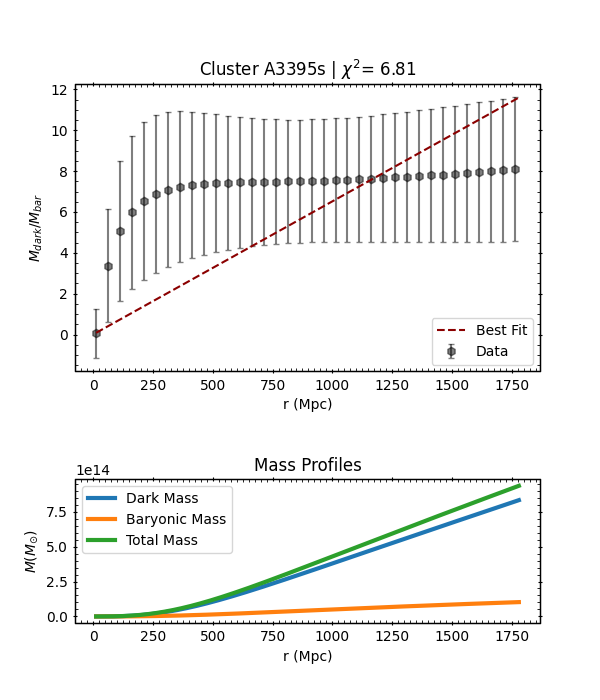 Cluster A3395s | χ²= 6.81
12
10
8
6
4
2
0
M_dark/M_bar
Best Fit
Data
0 250 500 750 1000 1250 1500 1750
r (Mpc)
Mass Profiles
1e14
7.5
5.0
2.5
0.0
M(M_⊙)
Dark Mass
Baryonic Mass
Total Mass
0 250 500 750 1000 1250 1500 1750
r (Mpc)